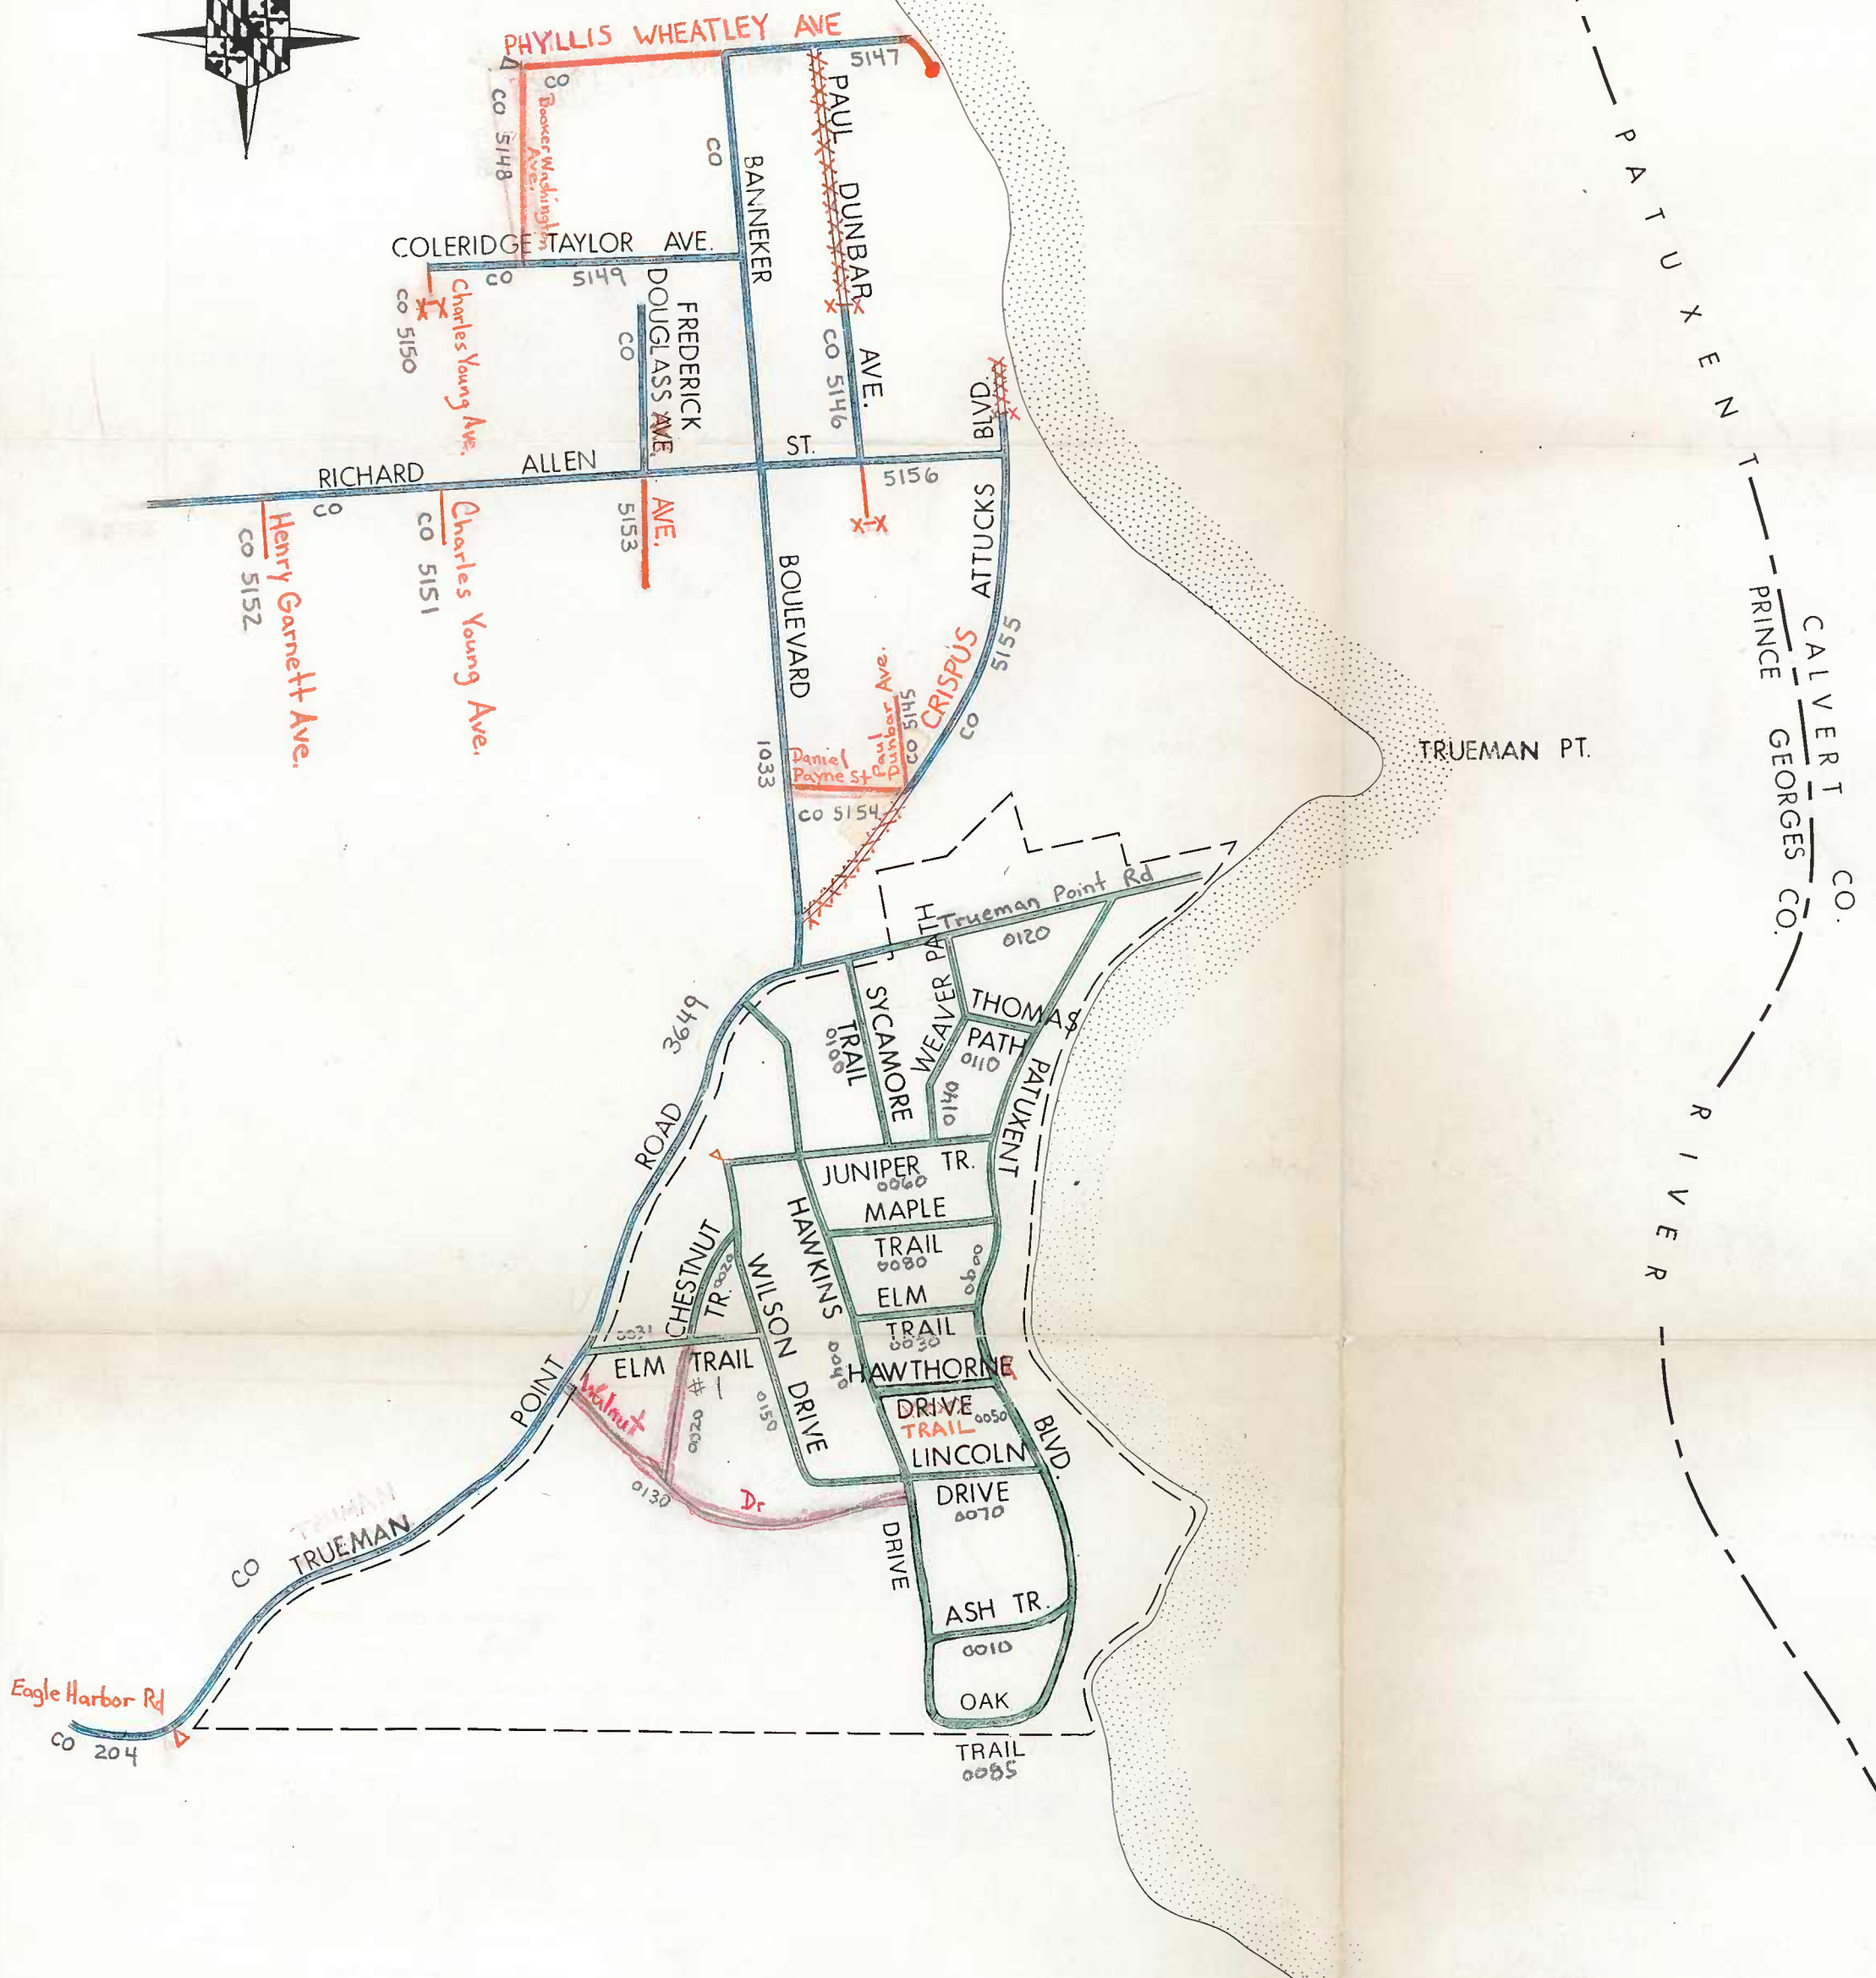 PHYLLIS WHEATLEY AVE
5147
CO
CO 5148
Booker Washington
Ave.
CO
BANNEKER
PAUL DUNBAR AVE.
CO 5146
COLERIDGE TAYLOR AVE.
CO 5149
CO 5150
Charles Young Ave.
FREDERICK
DOUGLASS AVE.
CO
BLVD.
ST.
RICHARD ALLEN
5156
CO
Henry Garnett Ave.
CO 5152
Charles Young Ave.
CO 5151
AVE.
5153
ATTUCKS
CRISPUS
5155
CO
BOULEVARD
1033
Paul
Dunbar Ave.
CO 5145
Daniel
Payne St
CO 5154
PATUXENT
CALVERT CO.
PRINCE GEORGES CO.
TRUEMAN PT.
RIVER
Trueman Point Rd
0120
WEAVER PATH
THOMAS
PATH
0110
SYCAMORE
TRAIL
0100
PATUXENT
3649
ROAD
JUNIPER TR.
0060
MAPLE
TRAIL
0080
0090
HAWKINS
CHESTNUT
TR. 0020
WILSON
DRIVE
ELM
TRAIL
0030
0031
ELM TRAIL
# 1
0040
HAWTHORNE
DRIVE
0050
TRAIL
BLVD.
POINT
Walnut
0020
0150
LINCOLN
DRIVE
0070
0130
Dr
DRIVE
TRUEMAN
CO
ASH TR.
0010
Eagle Harbor Rd
CO 204
OAK
TRAIL
0085